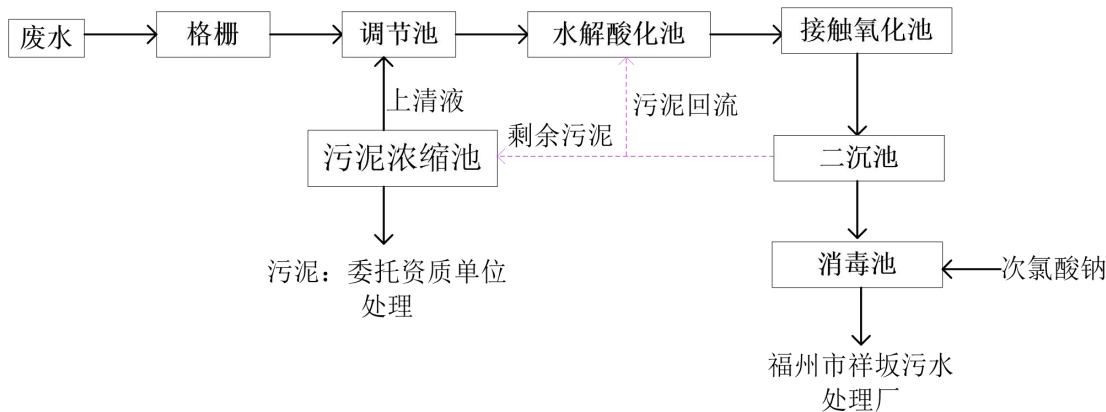 废水
格栅
调节池
水解酸化池
接触氧化池
上清液
污泥回流
剩余污泥
污泥浓缩池
二沉池
污泥：委托资质单位
处理
消毒池
次氯酸钠
福州市祥坂污水
处理厂